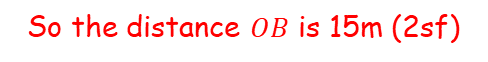 So the distance OB is 15m (2sf)